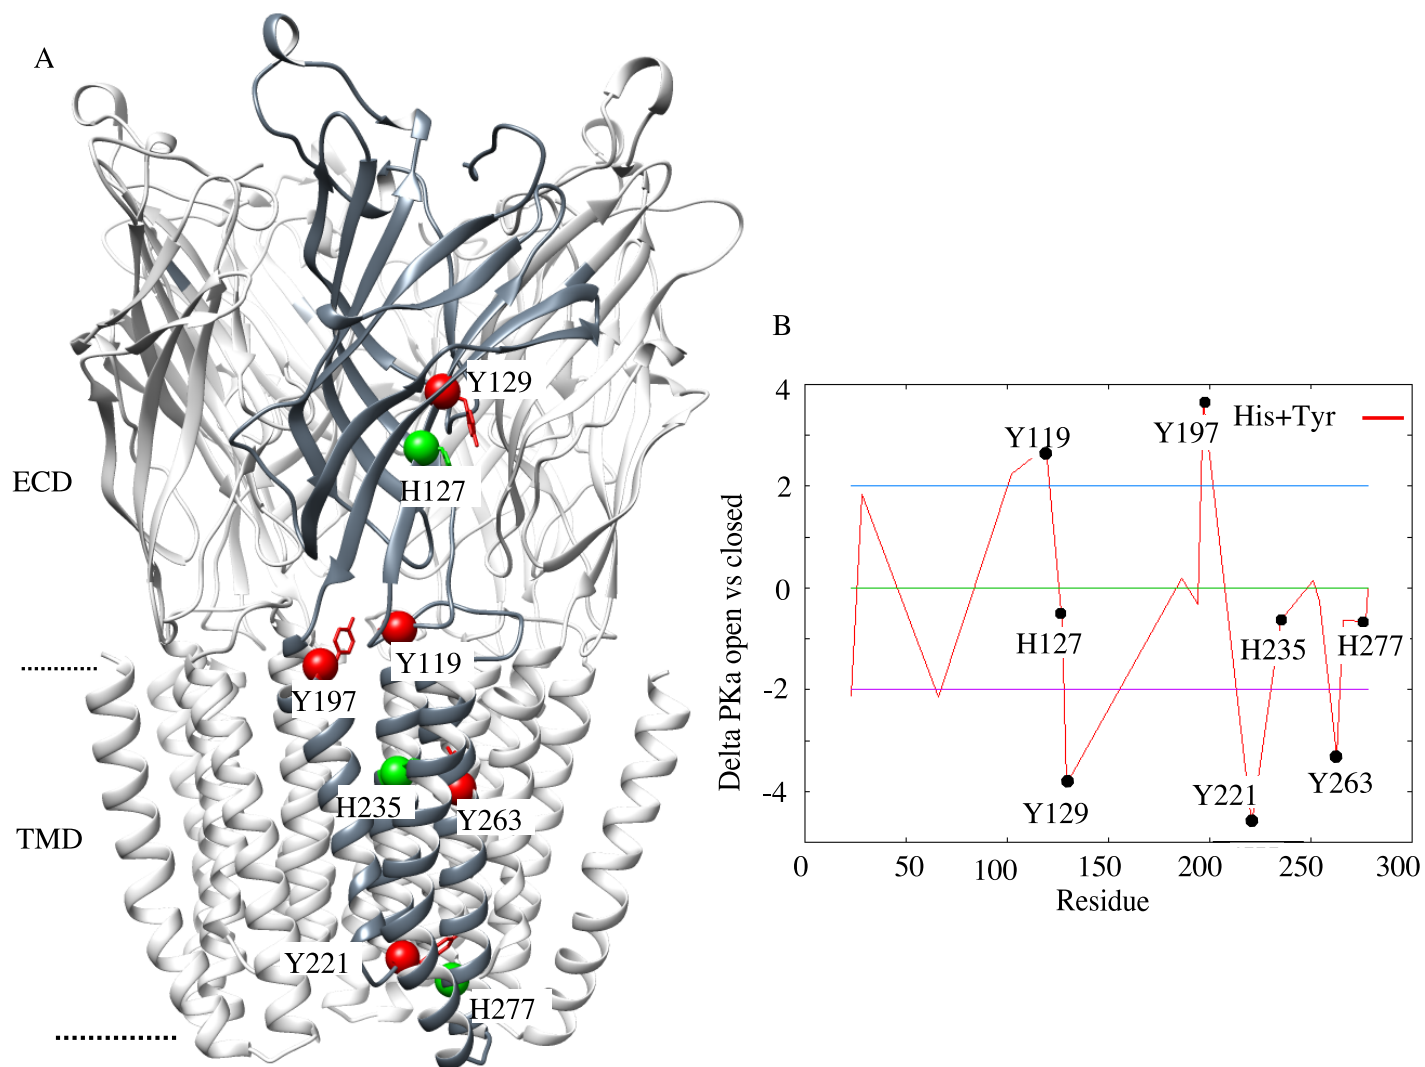 A
Y129
H127
ECD
Y119
Y197
H235
Y263
TMD
Y221
H277
B
Delta PKa open vs closed
4
2
0
-2
-4
His+Tyr
Y119
Y197
H127
H235
H277
Y129
Y221
Y263
0
50
100
150
200
250
300
Residue